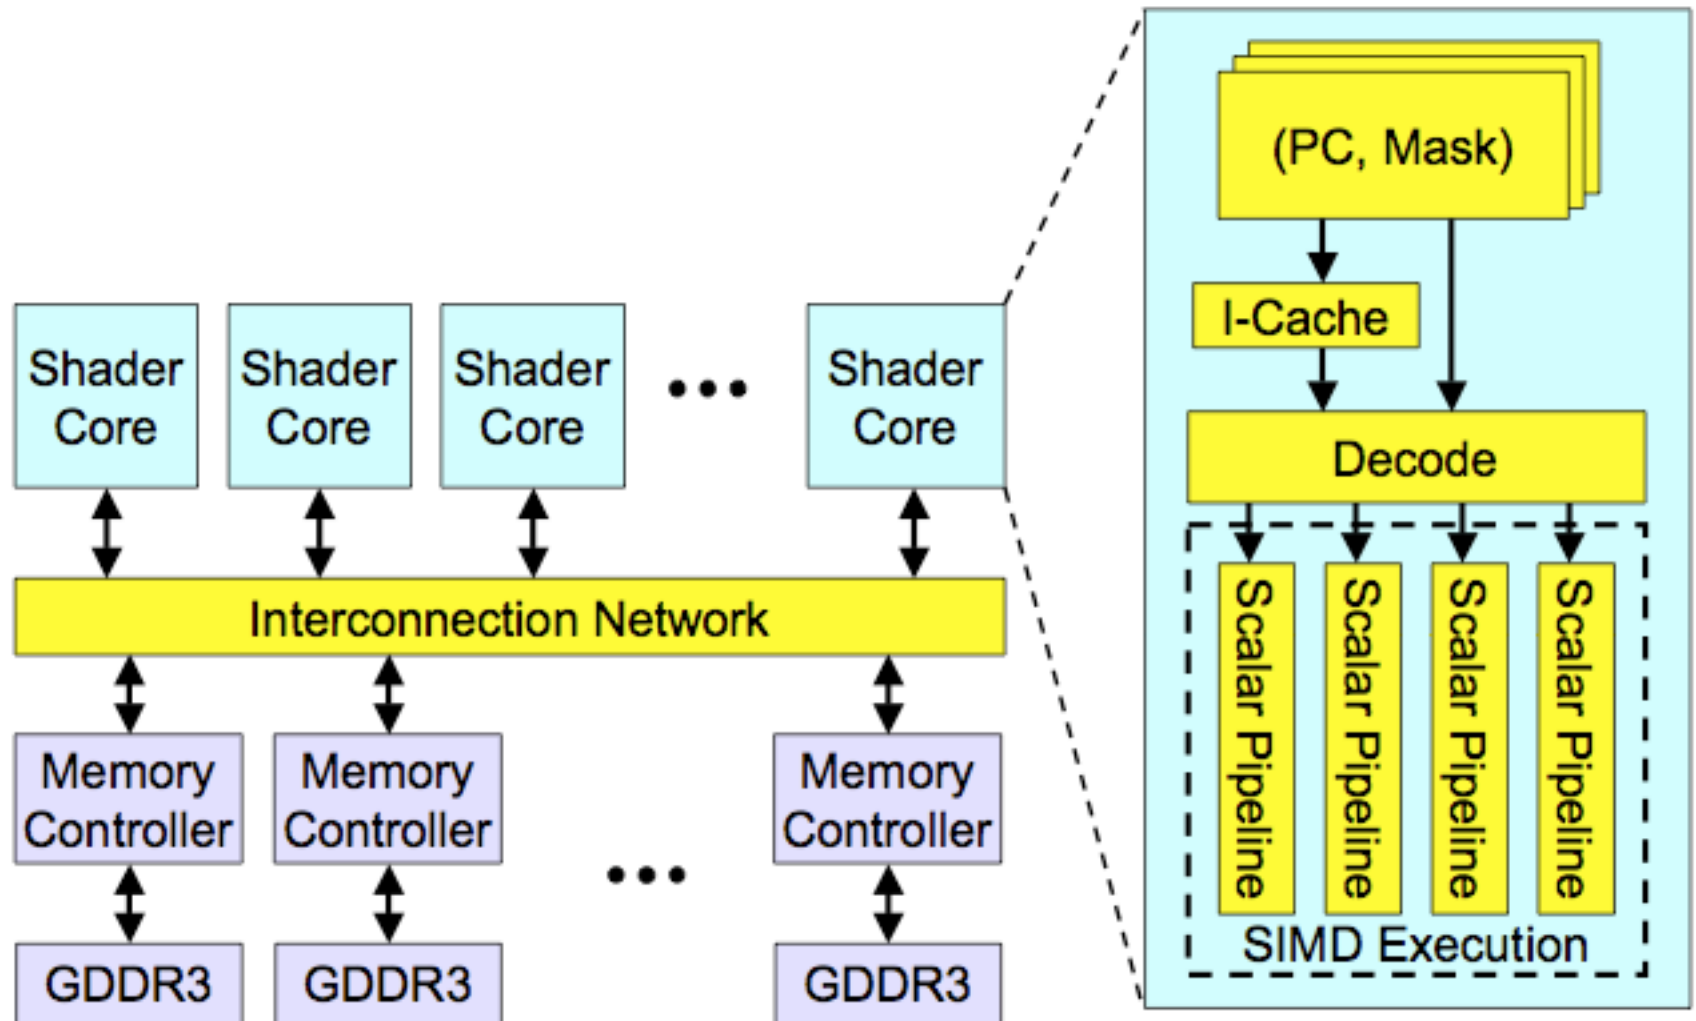 (PC, Mask)
I-Cache
Decode
Scalar Pipeline
Scalar Pipeline
Scalar Pipeline
Scalar Pipeline
SIMD Execution
Shader
Core
Shader
Core
Shader
Core
Shader
Core
Interconnection Network
Memory
Controller
Memory
Controller
Memory
Controller
GDDR3
GDDR3
GDDR3